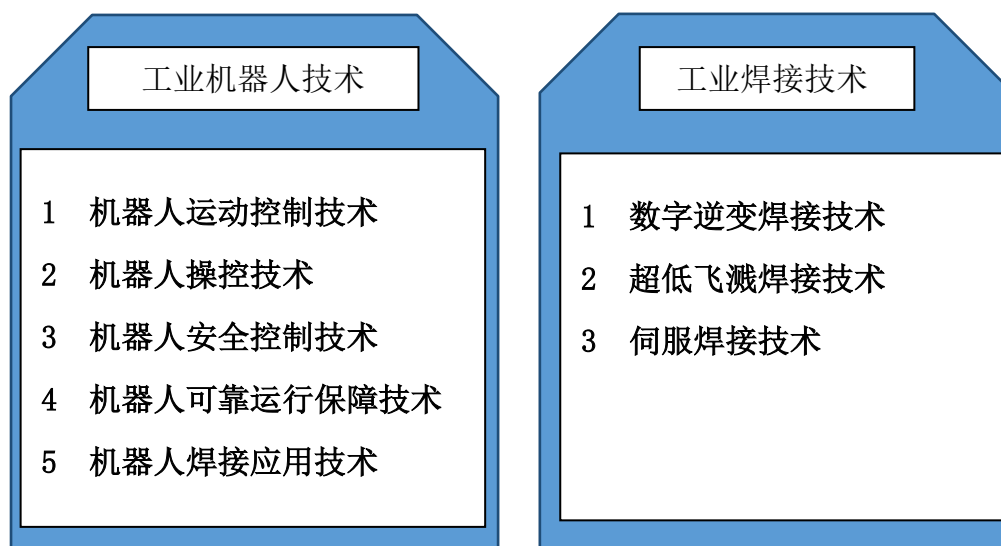 工业机器人技术
1 机器人运动控制技术
2 机器人操控技术
3 机器人安全控制技术
4 机器人可靠运行保障技术
5 机器人焊接应用技术
工业焊接技术
1 数字逆变焊接技术
2 超低飞溅焊接技术
3 伺服焊接技术